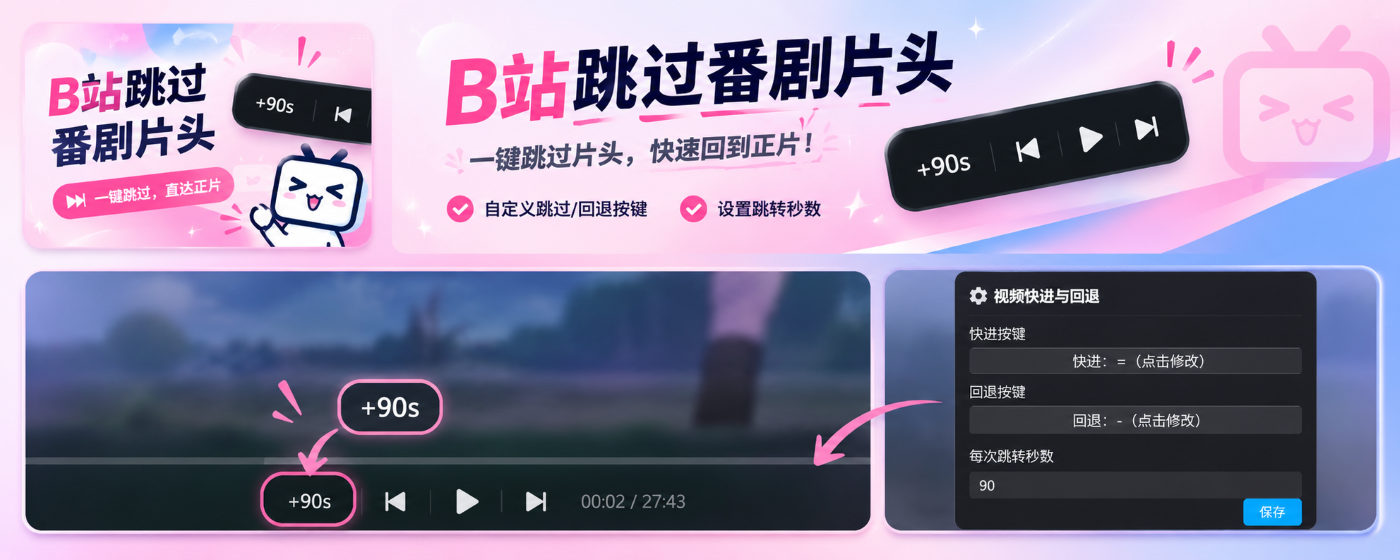 B站跳过
番剧片头
一键跳过，直达正片
+90s
B站跳过番剧片头
一键跳过片头，快速回到正片！
自定义跳过/回退按键
设置跳转秒数
+90s
+90s
+90s
00:02 / 27:43
视频快进与回退
快进按键
快进：=（点击修改）
回退按键
回退：-（点击修改）
每次跳转秒数
90
保存